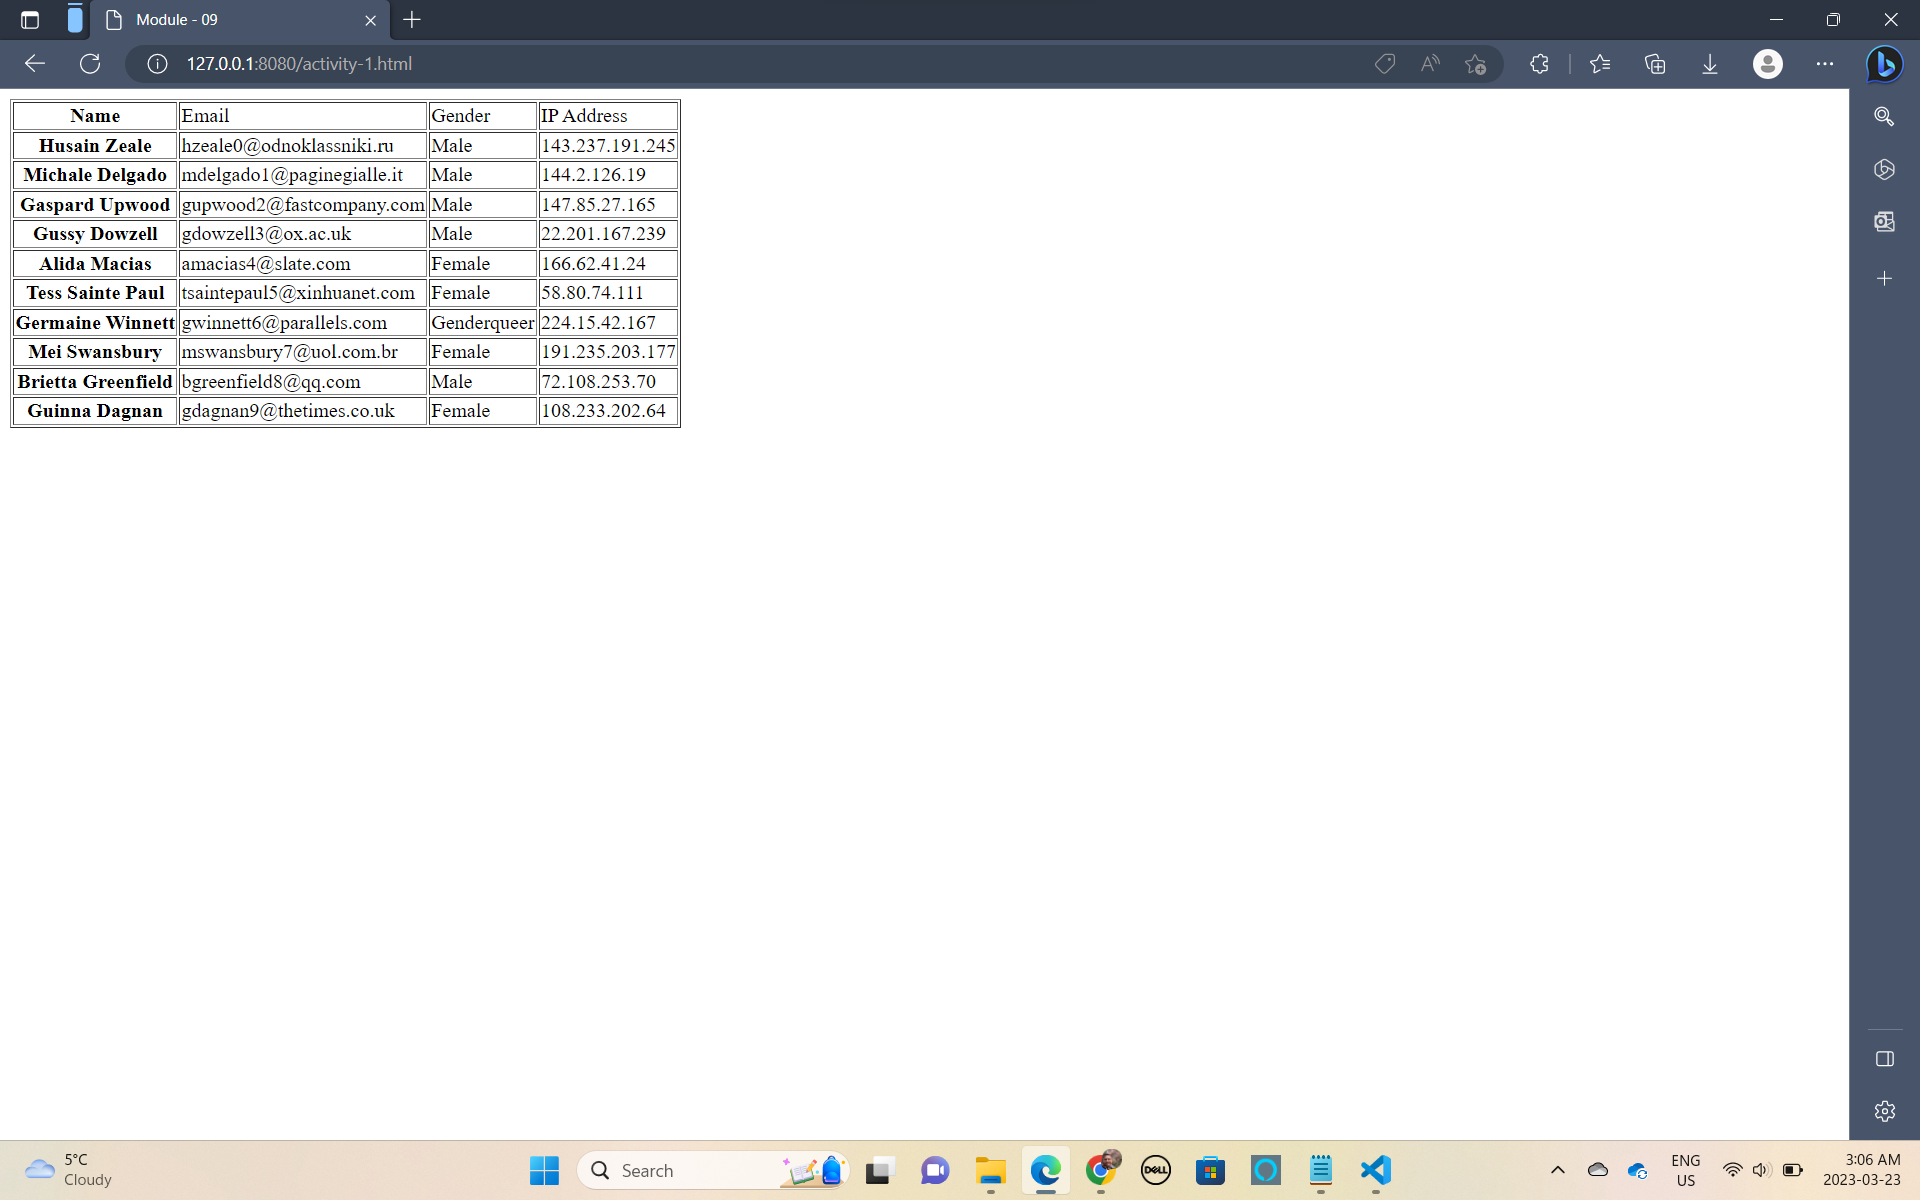 Module - 09
127.0.0.1:8080/activity-1.html
Name Email Gender IP Address
Husain Zeale hzeale0@odnoklassniki.ru Male 143.237.191.245
Michale Delgado mdelgado1@paginegialle.it Male 144.2.126.19
Gaspard Upwood gupwood2@fastcompany.com Male 147.85.27.165
Gussy Dowzell gdowzell3@ox.ac.uk Male 22.201.167.239
Alida Macias amacias4@slate.com Female 166.62.41.24
Tess Sainte Paul tsaintepaul5@xinhuanet.com Female 58.80.74.111
Germaine Winnett gwinnett6@parallels.com Genderqueer 224.15.42.167
Mei Swansbury mswansbury7@uol.com.br Female 191.235.203.177
Brietta Greenfield bgreenfield8@qq.com Male 72.108.253.70
Guinna Dagnan gdagnan9@thetimes.co.uk Female 108.233.202.64
5°C
Cloudy
Search
DELL
ENG
US
3:06 AM
2023-03-23